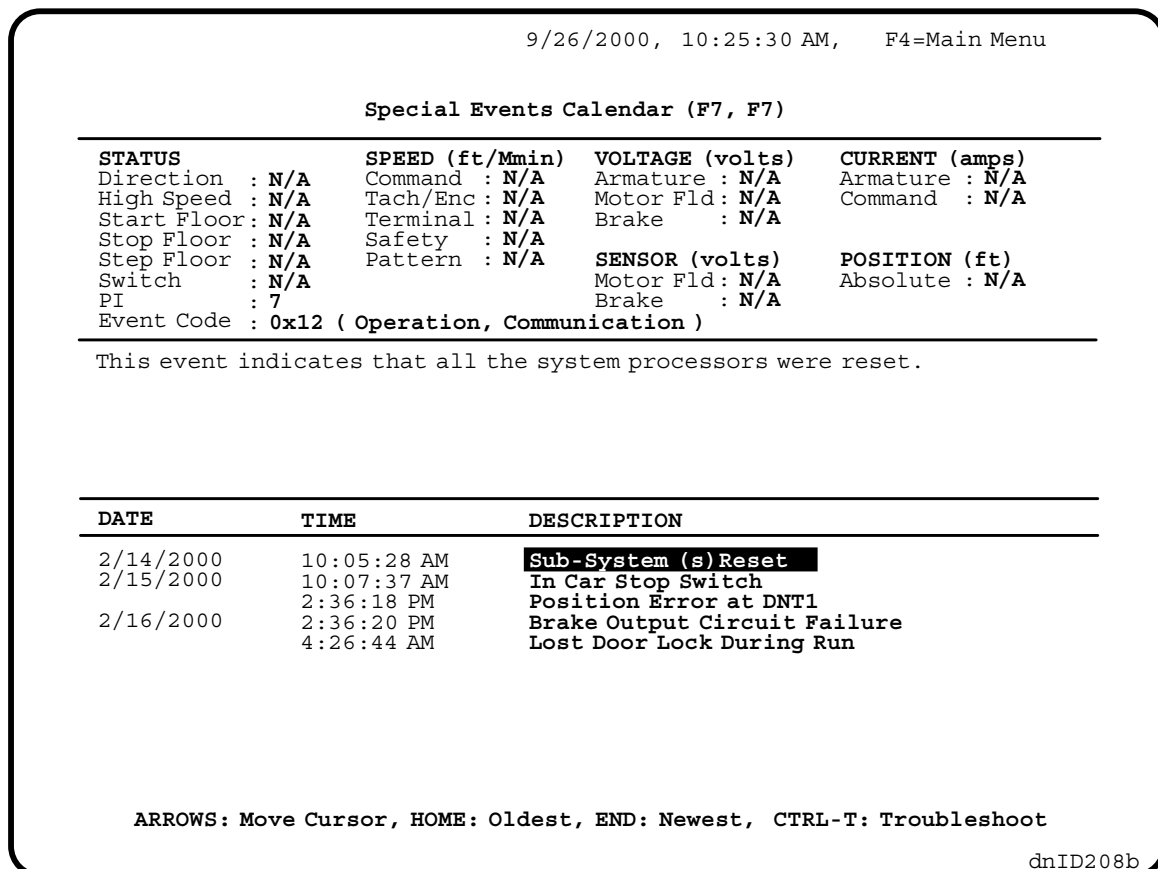 9/26/2000, 10:25:30 AM, F4=Main Menu
Special Events Calendar (F7, F7)
STATUS SPEED (ft/Mmin) VOLTAGE (volts) CURRENT (amps)
Direction : N/A Command : N/A Armature : N/A Armature : N/A
High Speed : N/A Tach/Enc : N/A Motor Fld : N/A Command : N/A
Start Floor : N/A Terminal : N/A Brake : N/A
Stop Floor : N/A Safety : N/A
Step Floor : N/A Pattern : N/A SENSOR (volts) POSITION (ft)
Switch : N/A Motor Fld : N/A Absolute : N/A
PI : 7 Brake : N/A
Event Code : 0x12 ( Operation, Communication )
This event indicates that all the system processors were reset.
DATE TIME DESCRIPTION
2/14/2000 10:05:28 AM Sub-System (s)Reset
2/15/2000 10:07:37 AM In Car Stop Switch
2:36:18 PM Position Error at DNT1
2/16/2000 2:36:20 PM Brake Output Circuit Failure
4:26:44 AM Lost Door Lock During Run
ARROWS: Move Cursor, HOME: Oldest, END: Newest, CTRL-T: Troubleshoot
dnID208b